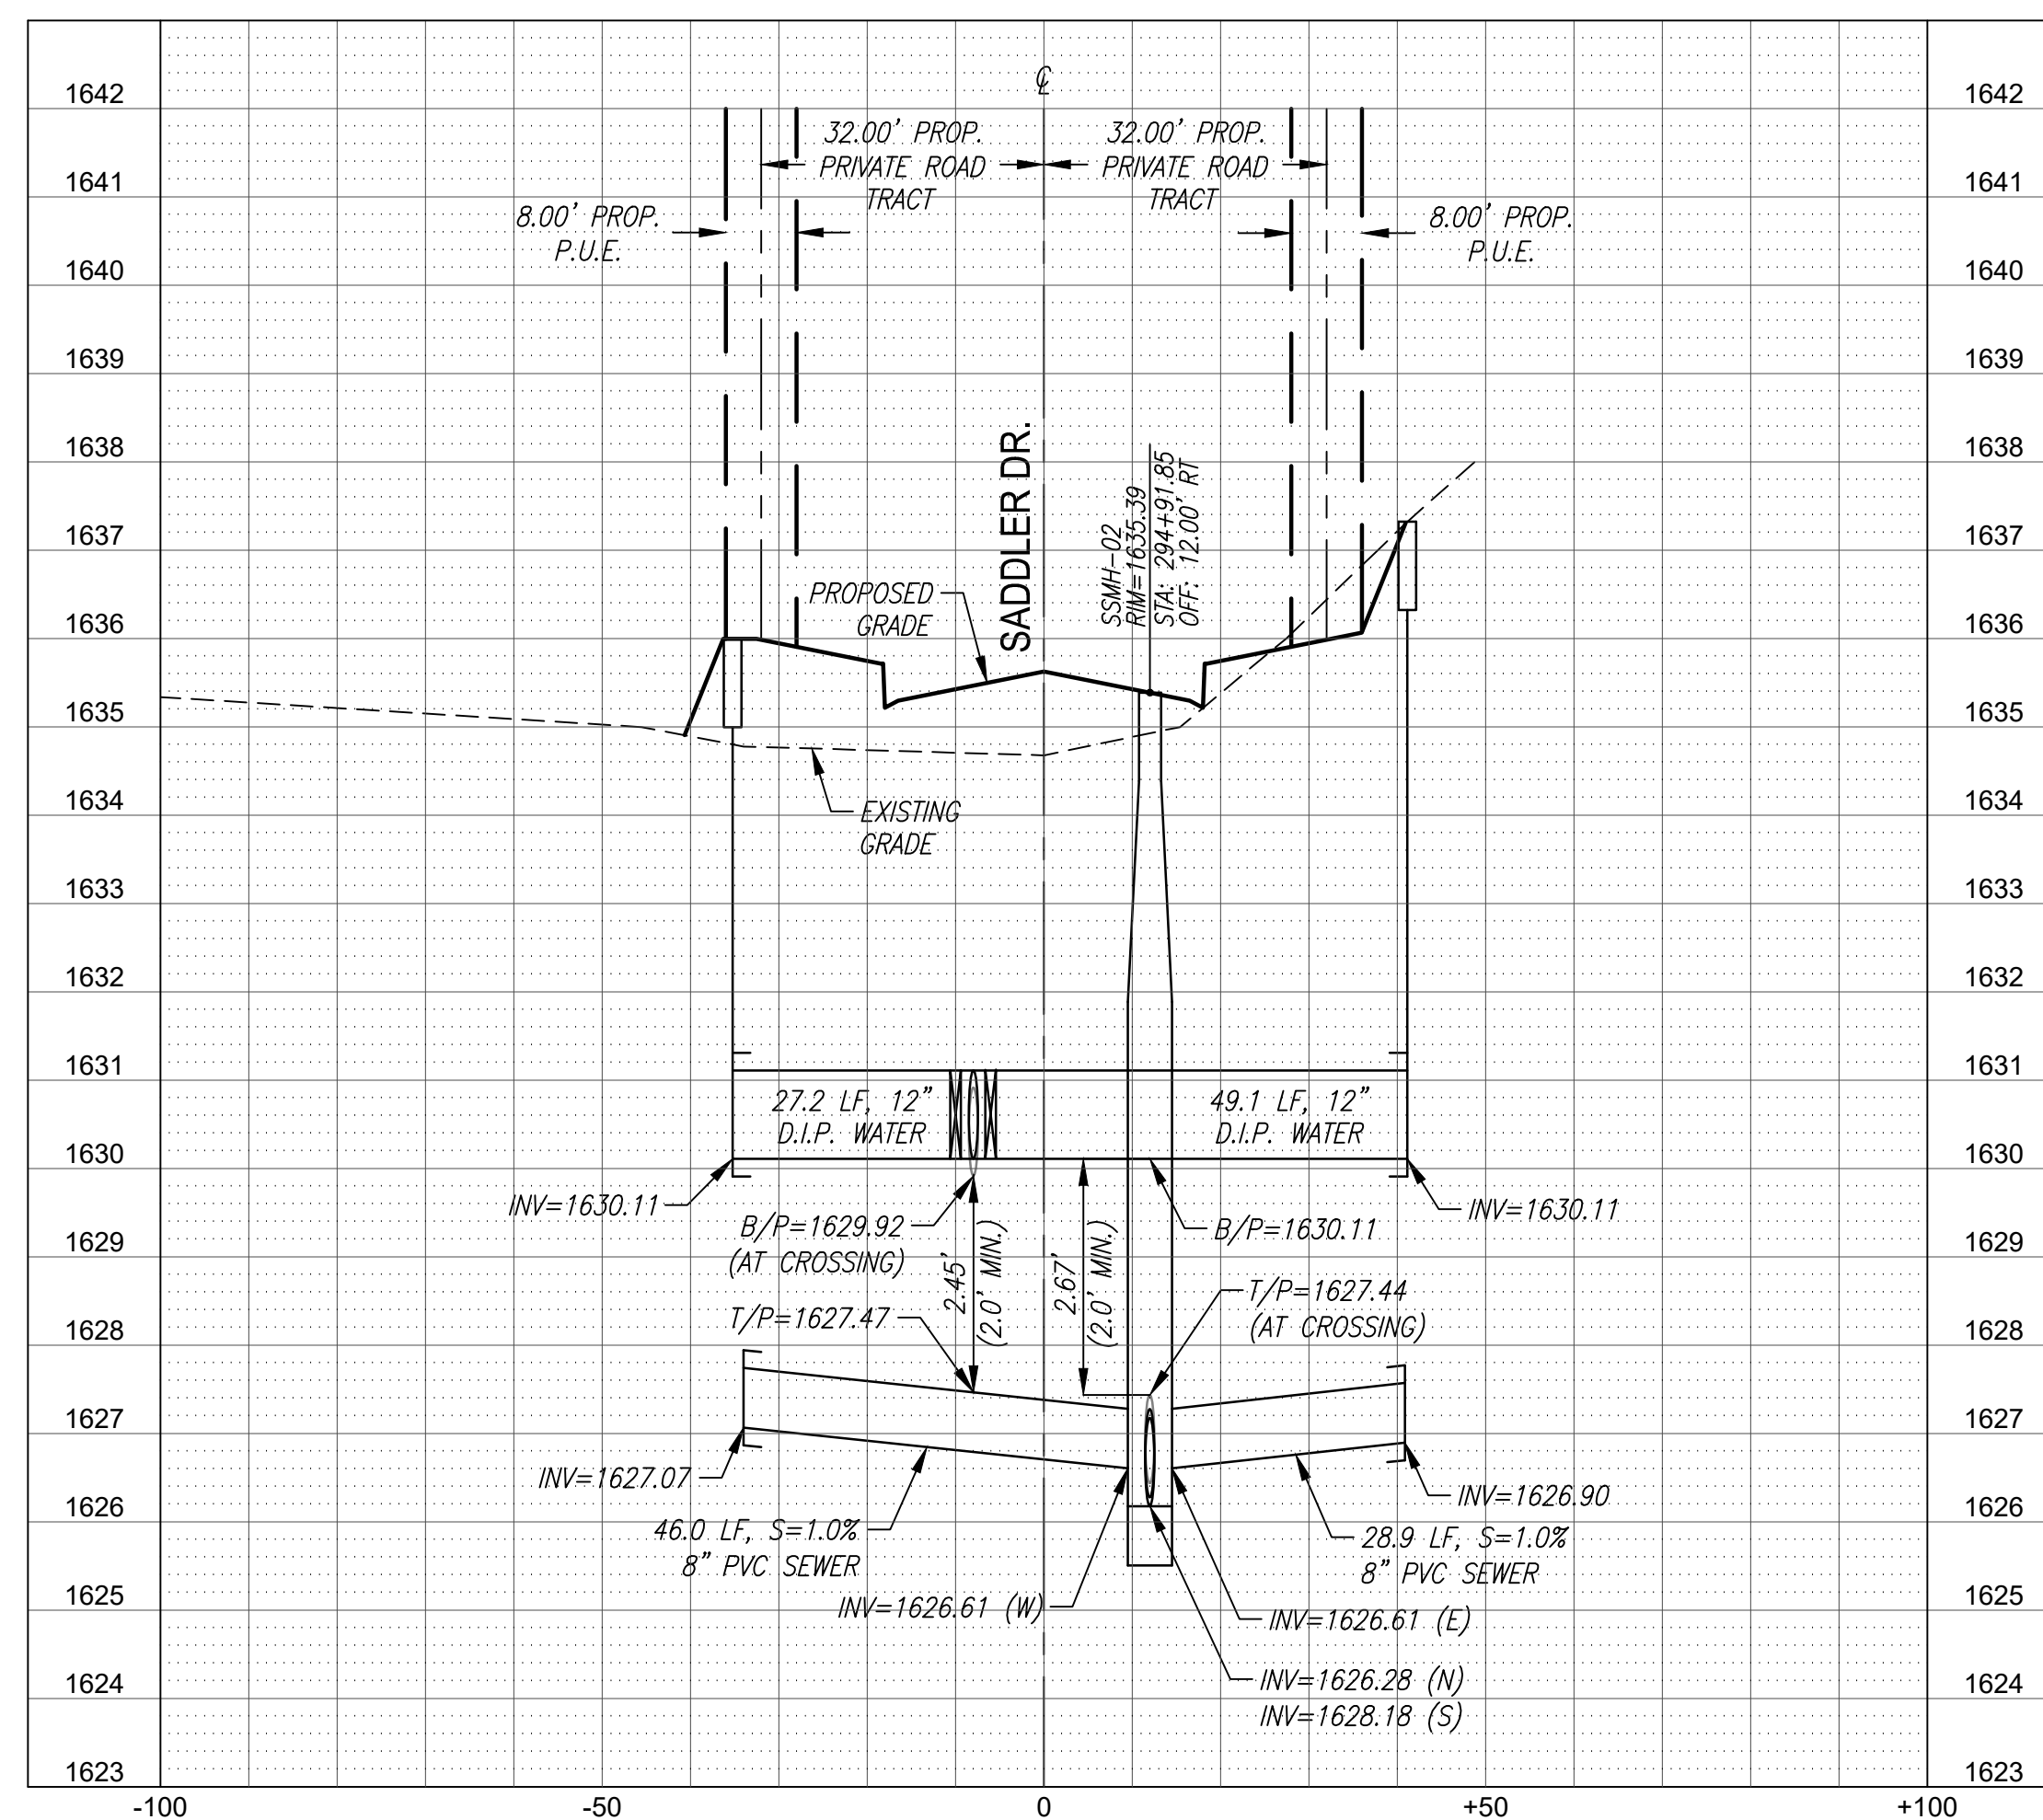 ℄
1642
1642
32.00' PROP.
PRIVATE ROAD
TRACT
32.00' PROP.
PRIVATE ROAD
TRACT
1641
1641
8.00' PROP.
P.U.E.
8.00' PROP.
P.U.E.
1640
1640
1639
1639
1638
1638
SADDLER DR.
SSMH-02
RIM=1635.39
STA: 294+91.85
OFF: 12.00' RT
1637
1637
PROPOSED
GRADE
1636
1636
1635
1635
EXISTING
GRADE
1634
1634
1633
1633
1632
1632
1631
1631
27.2 LF, 12"
D.I.P. WATER
49.1 LF, 12"
D.I.P. WATER
1630
1630
INV=1630.11
INV=1630.11
B/P=1629.92
(AT CROSSING)
B/P=1630.11
1629
1629
2.45'
(2.0' MIN.)
2.67'
(2.0' MIN.)
T/P=1627.44
(AT CROSSING)
T/P=1627.47
1628
1628
1627
1627
INV=1627.07
INV=1626.90
1626
1626
46.0 LF, S=1.0%
8" PVC SEWER
28.9 LF, S=1.0%
8" PVC SEWER
INV=1626.61 (W)
INV=1626.61 (E)
1625
1625
INV=1626.28 (N)
INV=1628.18 (S)
1624
1624
1623
1623
-100
-50
0
+50
+100